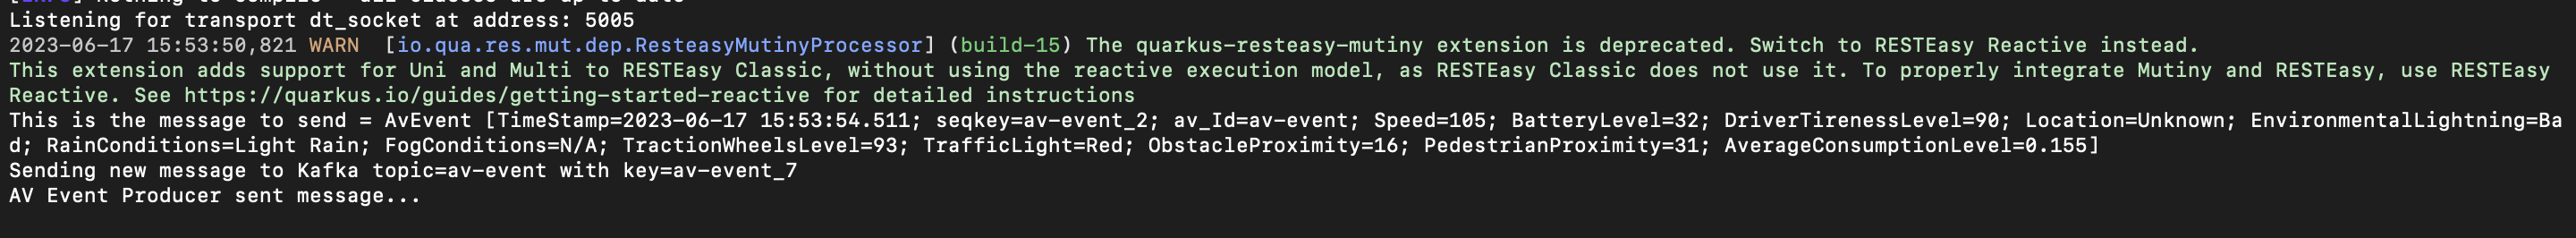 Listening for transport dt_socket at address: 5005
2023-06-17 15:53:50,821 WARN  [io.qua.res.mut.dep.ResteasyMutinyProcessor] (build-15) The quarkus-resteasy-mutiny extension is deprecated. Switch to RESTEasy Reactive instead.
This extension adds support for Uni and Multi to RESTEasy Classic, without using the reactive execution model, as RESTEasy Classic does not use it. To properly integrate Mutiny and RESTEasy, use RESTEasy
Reactive. See https://quarkus.io/guides/getting-started-reactive for detailed instructions
This is the message to send = AvEvent [TimeStamp=2023-06-17 15:53:54.511; seqkey=av-event_2; av_Id=av-event; Speed=105; BatteryLevel=32; DriverTirenessLevel=90; Location=Unknown; EnvironmentalLightning=Ba
d; RainConditions=Light Rain; FogConditions=N/A; TractionWheelsLevel=93; TrafficLight=Red; ObstacleProximity=16; PedestrianProximity=31; AverageConsumptionLevel=0.155]
Sending new message to Kafka topic=av-event with key=av-event_7
AV Event Producer sent message...